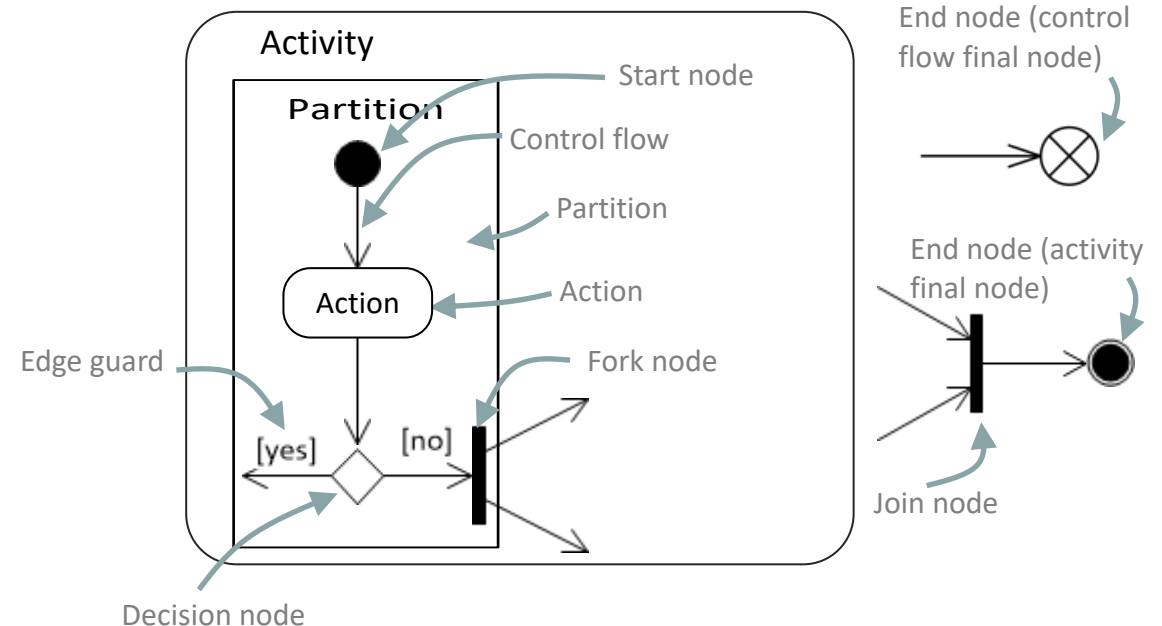 Activity
Partition
Start node
Control flow
Partition
Action
Action
Edge guard
Fork node
[yes]
[no]
Decision node
End node (control
flow final node)
End node (activity
final node)
Join node